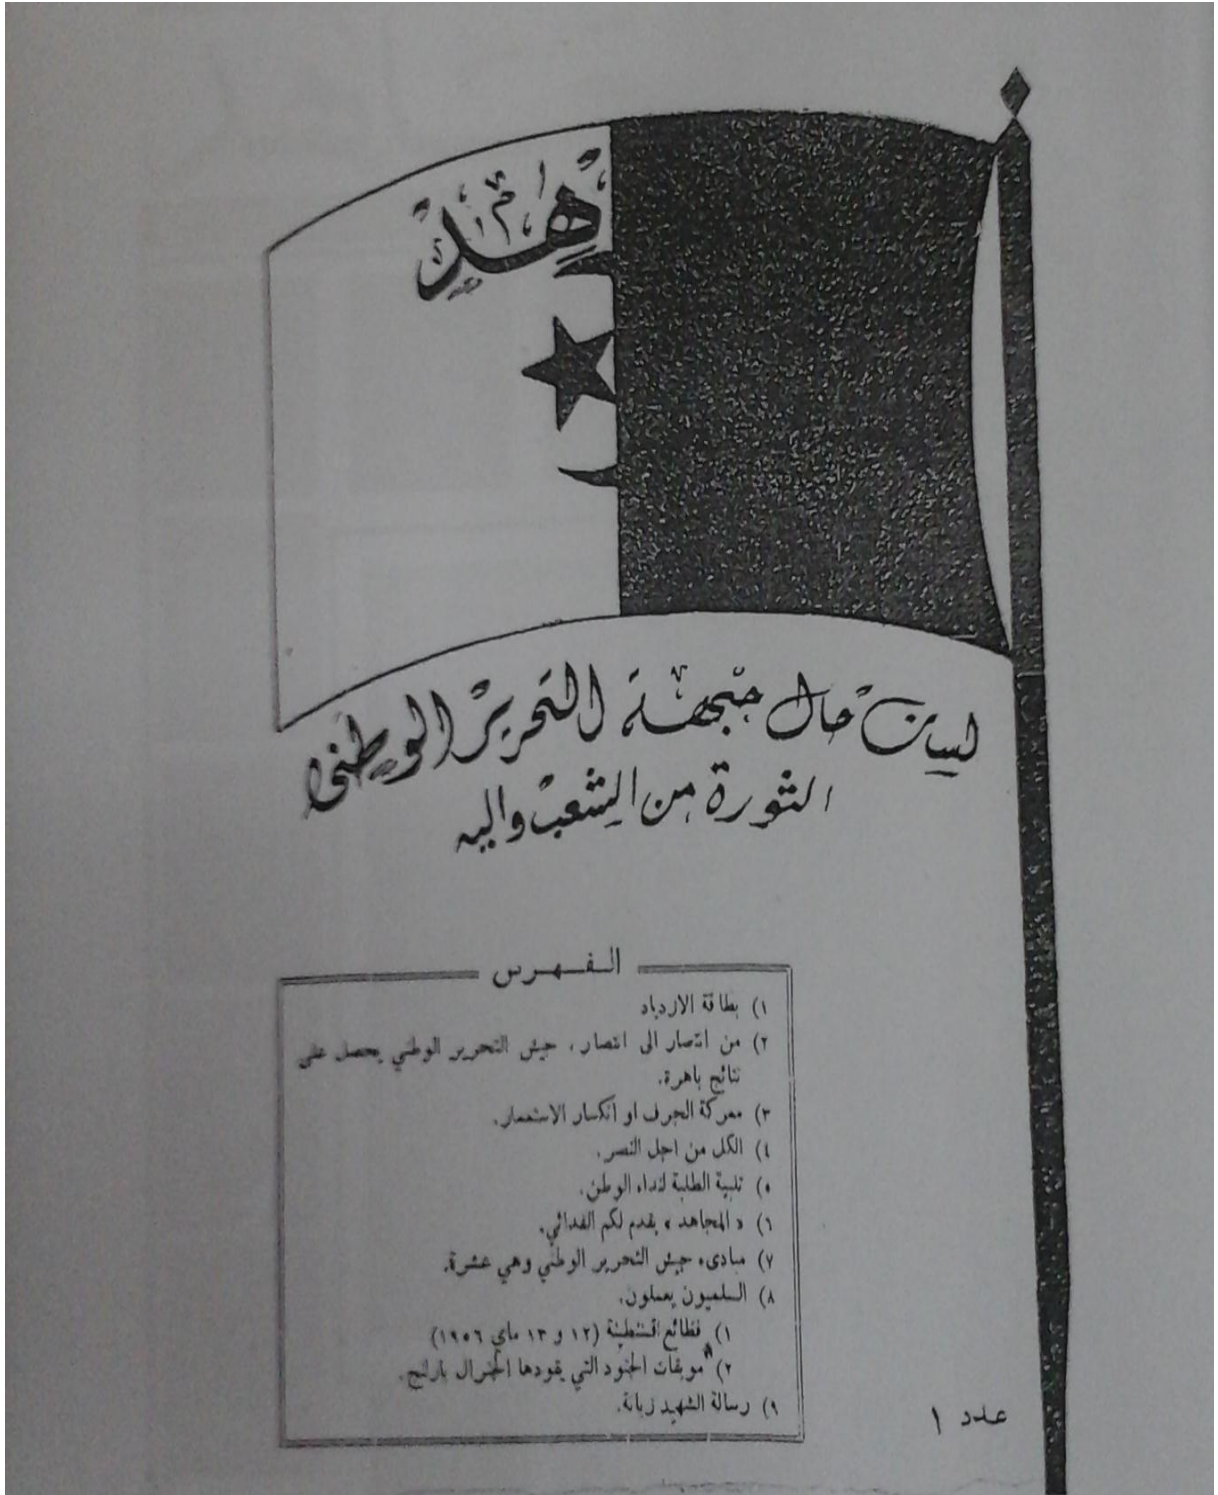 هد
لسان حال جبهة التحرير الوطني
الثورة من الشعب واليه
الفهرس
١) بطاقة الازدياد
٢) من انتصار الى انتصار ، جيش التحرير الوطني يحصل على
نتائج باهرة.
٣) معركة الجرف او انكسار الاستعمار.
٤) الكل من اجل النصر.
٥) تلبية الطلبة لنداء الوطن.
٦) « المجاهد » يقدم لكم الفدائي.
٧) مبادىء جيش التحرير الوطني وهي عشرة.
٨) السلميون يعملون.
١) فظائع اقسنطينة (١٢ و ١٣ ماي ١٩٥٦)
٢) موبقات الجنود التي يقودها الجنرال بارلنج.
٩) رسالة الشهيد زبانة.
عدد ١